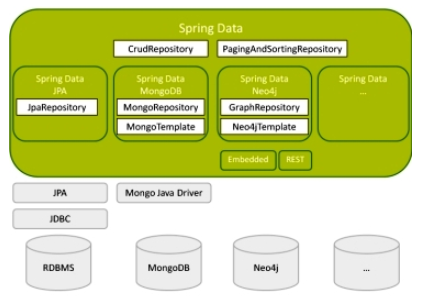 Spring Data
CrudRepository PagingAndSortingRepository
Spring Data Spring Data Spring Data Spring Data
JPA MongoDB Neo4j ...
JpaRepository MongoRepository GraphRepository
MongoTemplate Neo4jTemplate
Embedded REST
JPA Mongo Java Driver
JDBC
RDBMS MongoDB Neo4j ...